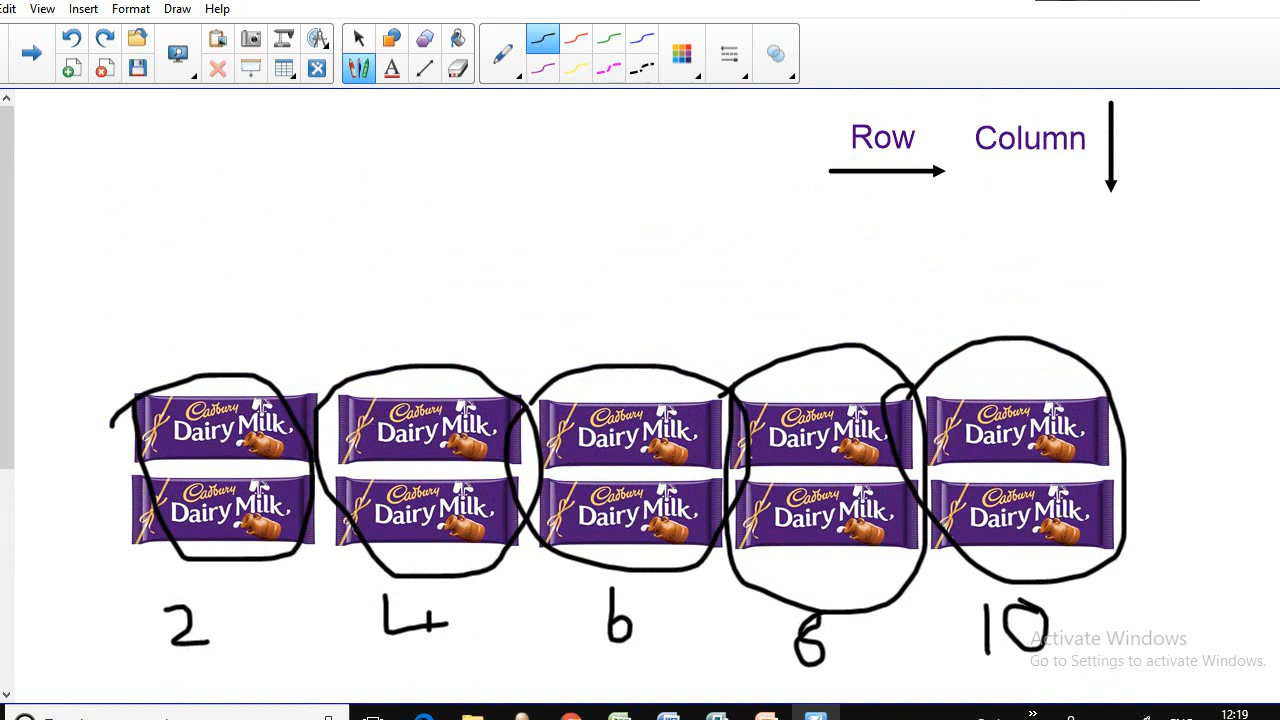 Edit View Insert Format Draw Help
Row Column
Cadbury Cadbury Cadbury Cadbury Cadbury
Dairy Milk Dairy Milk Dairy Milk Dairy Milk Dairy Milk
Cadbury Cadbury Cadbury Cadbury Cadbury
Dairy Milk Dairy Milk Dairy Milk Dairy Milk Dairy Milk
2 4 6 8 10
Activate Windows
Go to Settings to activate Windows.
12:19